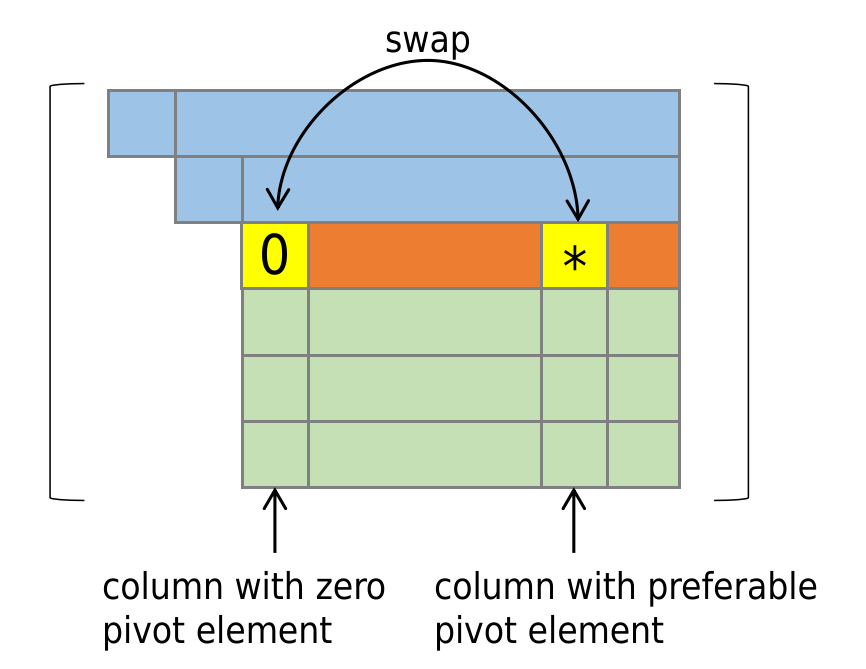 swap
0
*
column with zero
pivot element
column with preferable
pivot element